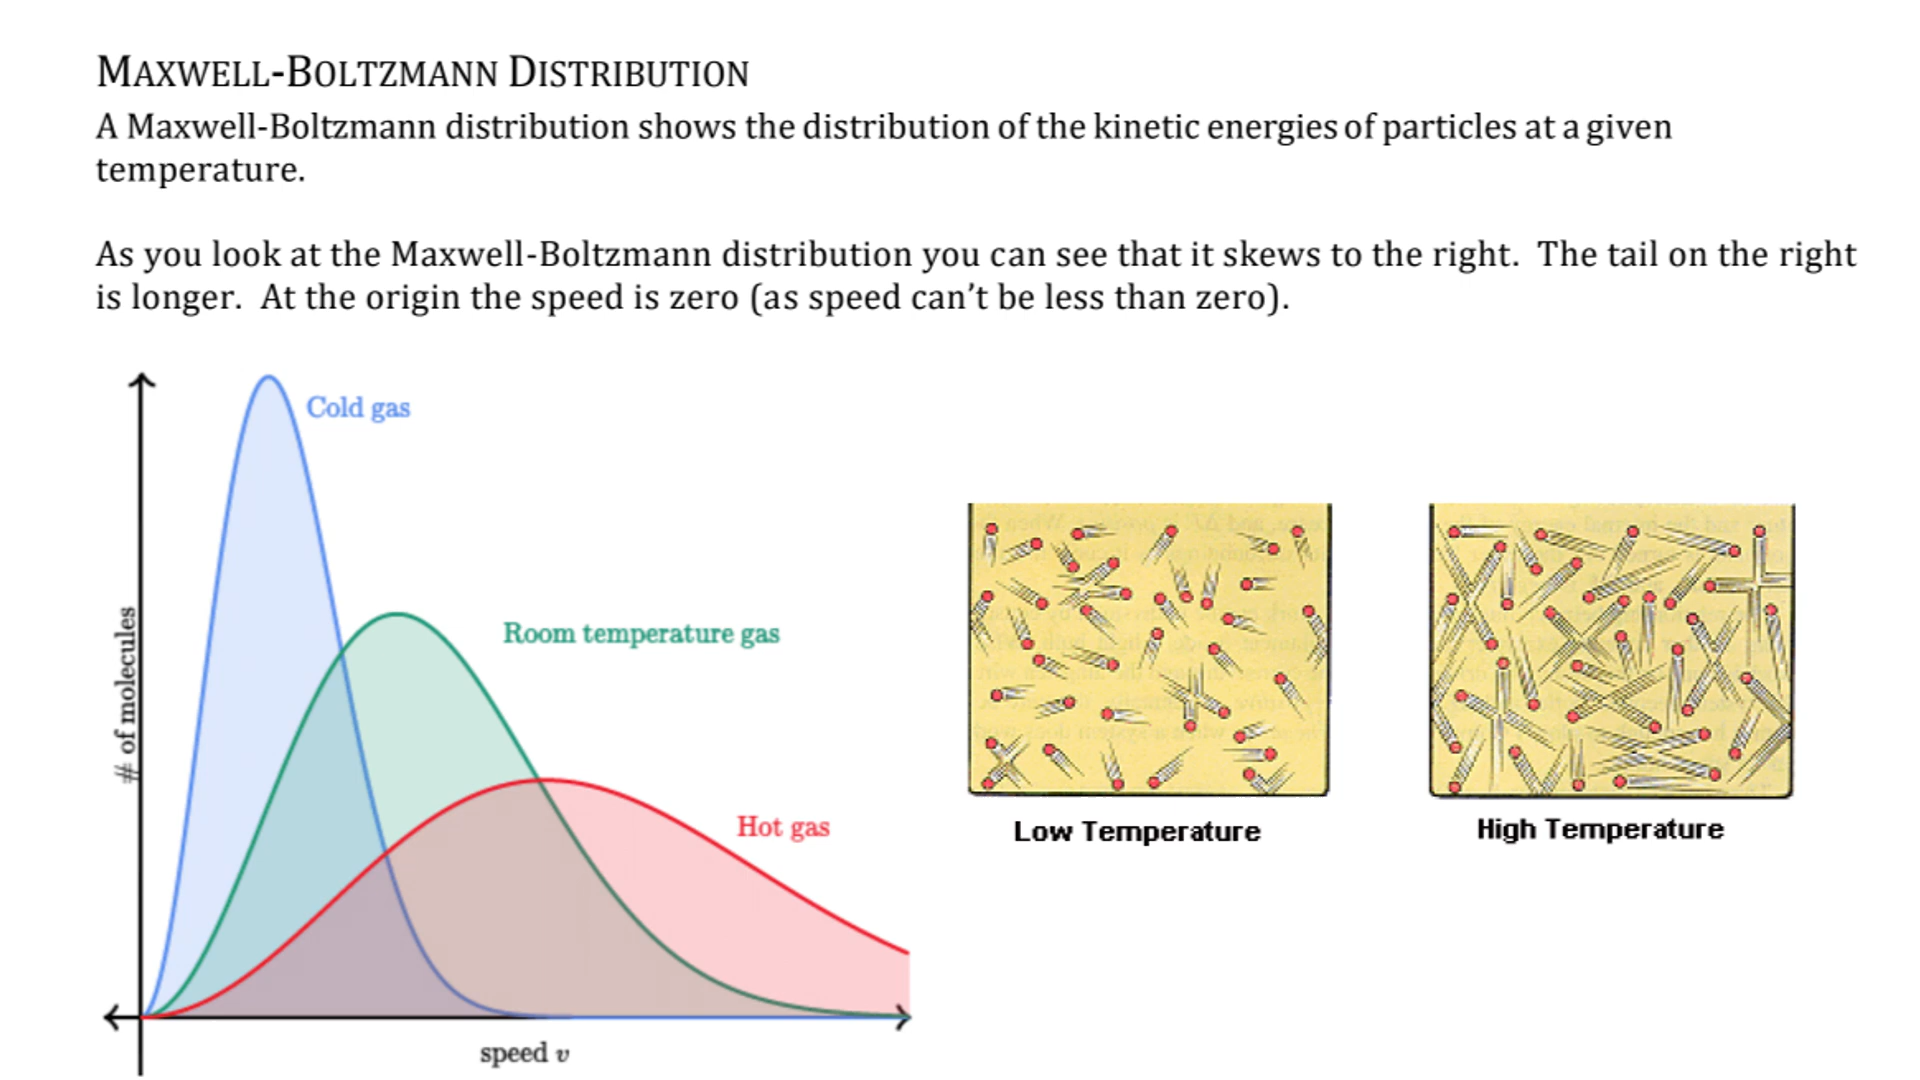 MAXWELL-BOLTZMANN DISTRIBUTION
A Maxwell-Boltzmann distribution shows the distribution of the kinetic energies of particles at a given
temperature.
As you look at the Maxwell-Boltzmann distribution you can see that it skews to the right. The tail on the right
is longer. At the origin the speed is zero (as speed can't be less than zero).
Cold gas
Room temperature gas
Hot gas
# of molecules
speed v
Low Temperature
High Temperature